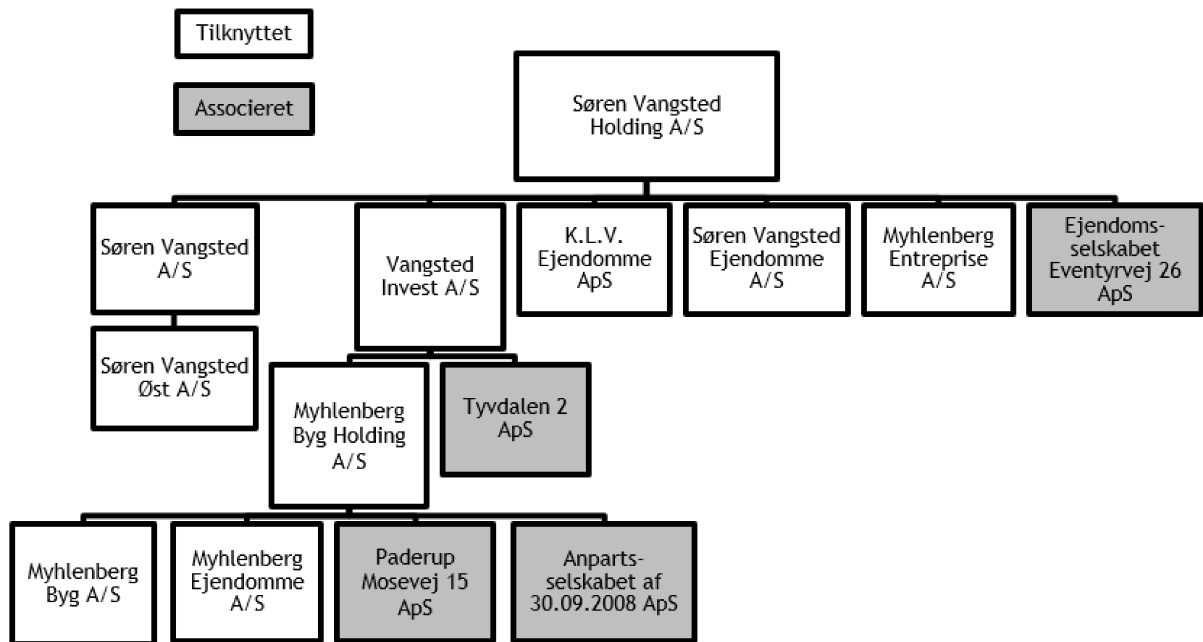 Tilknyttet
Associeret
Søren Vangsted
Holding A/S
Søren Vangsted
A/S
Vangsted
Invest A/S
K.L.V.
Ejendomme
ApS
Søren Vangsted
Ejendomme
A/S
Myhlenberg
Entreprise
A/S
Ejendoms-
selskabet
Eventyrvej 26
ApS
Søren Vangsted
Øst A/S
Myhlenberg
Byg Holding
A/S
Tyvdalen 2
ApS
Myhlenberg
Byg A/S
Myhlenberg
Ejendomme
A/S
Paderup
Mosevej 15
ApS
Anparts-
selskabet af
30.09.2008 ApS